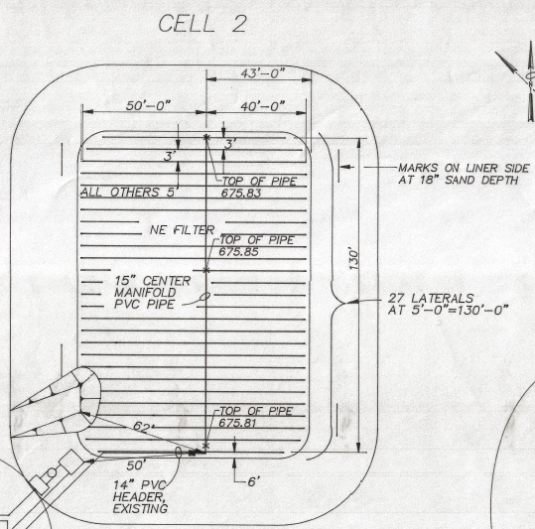 CELL 2
43'-0"
50'-0"
40'-0"
3'
3'
MARKS ON LINER SIDE
AT 18" SAND DEPTH
TOP OF PIPE
675.83
ALL OTHERS 5'
NE FILTER
TOP OF PIPE
675.85
130'
15" CENTER
MANIFOLD
PVC PIPE
27 LATERALS
AT 5'-0"=130'-0"
TOP OF PIPE
675.81
62'
50'
6'
14" PVC
HEADER,
EXISTING